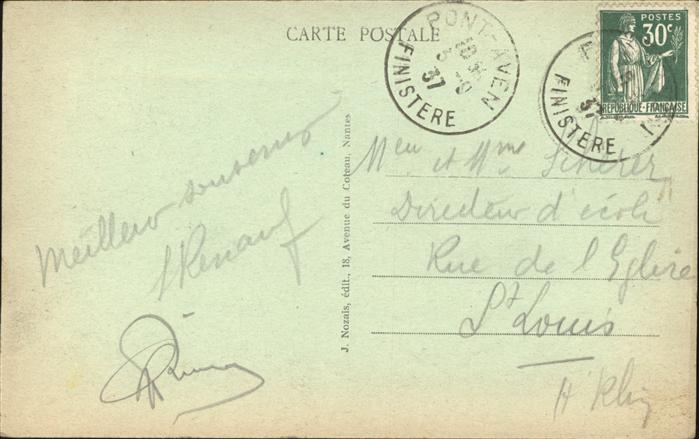 CARTE POSTALE
PONT-AVEN
FINISTERE
37
POSTES
30c
REPUBLIQUE-FRANÇAISE
FINISTERE
37
Meilleur souvenir
J. Nozais, édit., 18, Avenue du Coteau, Nantes
Mr et Mme Scherer
Directeur d'école
Rue de l'Eglise
St Louis
Ht Rhin